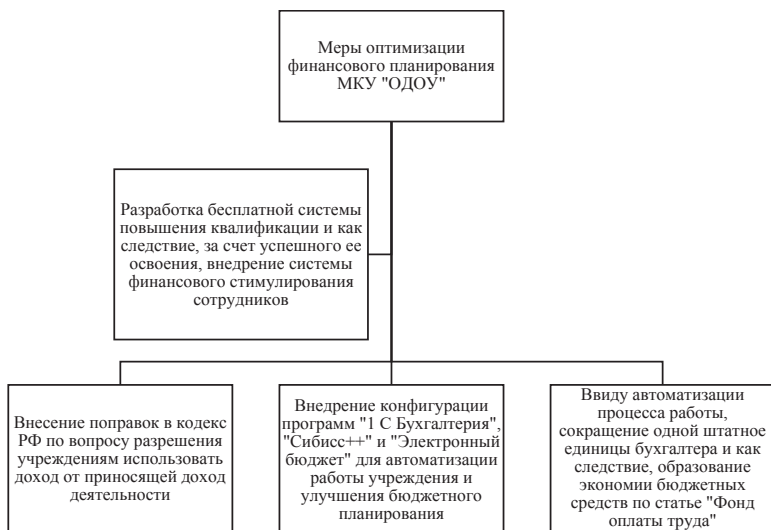 Меры оптимизации
финансового планирования
МКУ "ОДОУ"
Разработка бесплатной системы
повышения квалификации и как
следствие, за счет успешного ее
освоения, внедрение системы
финансового стимулирования
сотрудников
Внесение поправок в кодекс
РФ по вопросу разрешения
учреждениям использовать
доход от приносящей доход
деятельности
Внедрение конфигурации
программ "1 С Бухгалтерия",
"Сибисс++" и "Электронный
бюджет" для автоматизации
работы учреждения и
улучшения бюджетного
планирования
Ввиду автоматизации
процесса работы,
сокращение одной штатное
единицы бухгалтера и как
следствие, образование
экономии бюджетных
средств по статье "Фонд
оплаты труда"